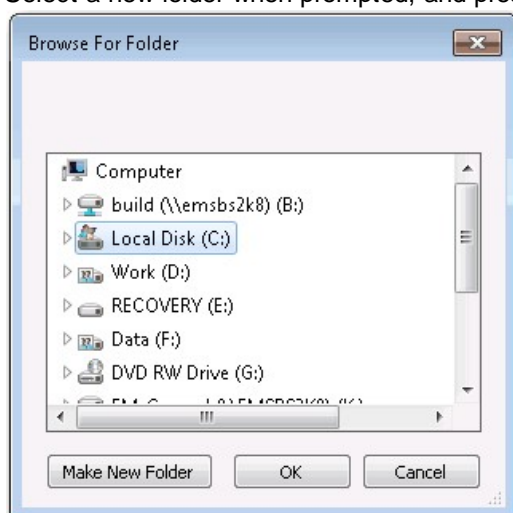 Select a new folder when prompted, and pre
Browse For Folder
Computer
build (\\emsbs2k8) (B:)
Local Disk (C:)
Work (D:)
RECOVERY (E:)
Data (F:)
DVD RW Drive (G:)
Make New Folder
OK
Cancel